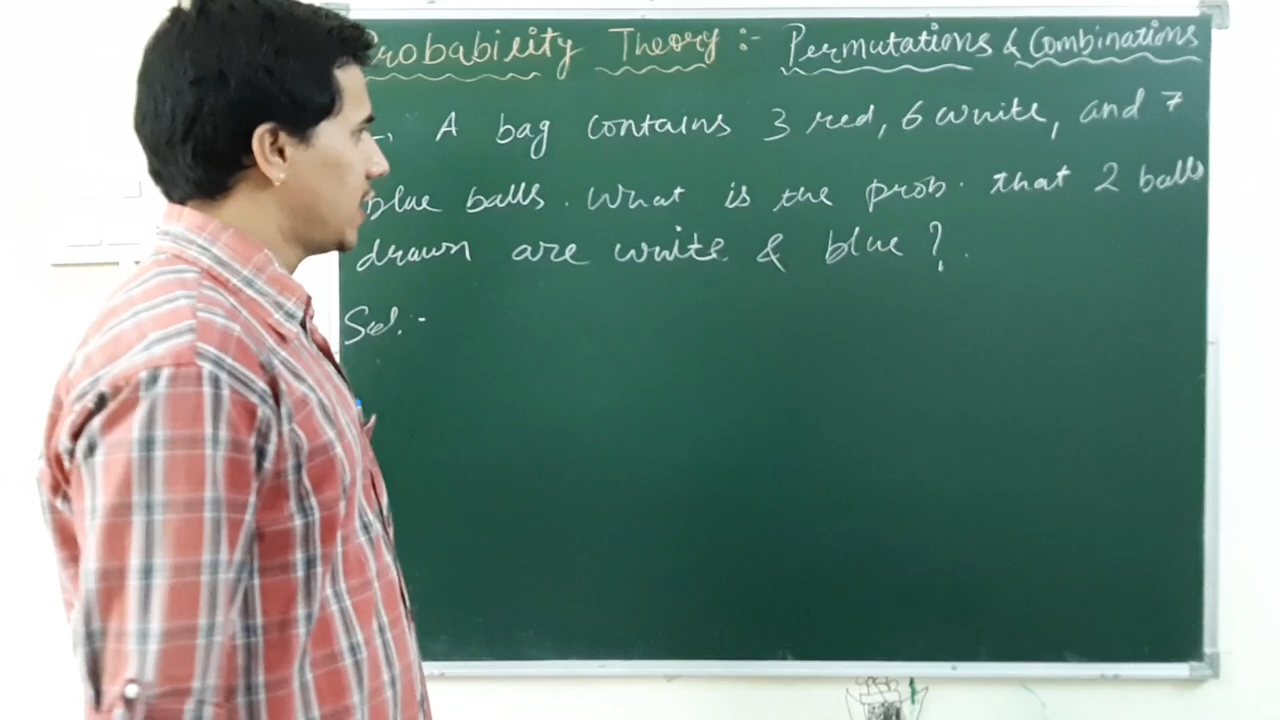 Probability Theory :- Permutations & Combinations
A bag contains 3 red, 6 white, and 7
blue balls. What is the prob. that 2 balls
drawn are white & blue ?.
Sol. :-